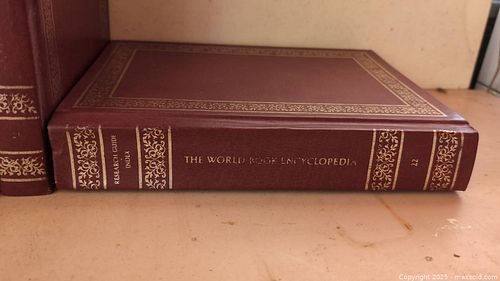 RESEARCH GUIDE
INDEX
THE WORLD BOOK ENCYCLOPEDIA
22
Copyright 2025 - maxsold.com